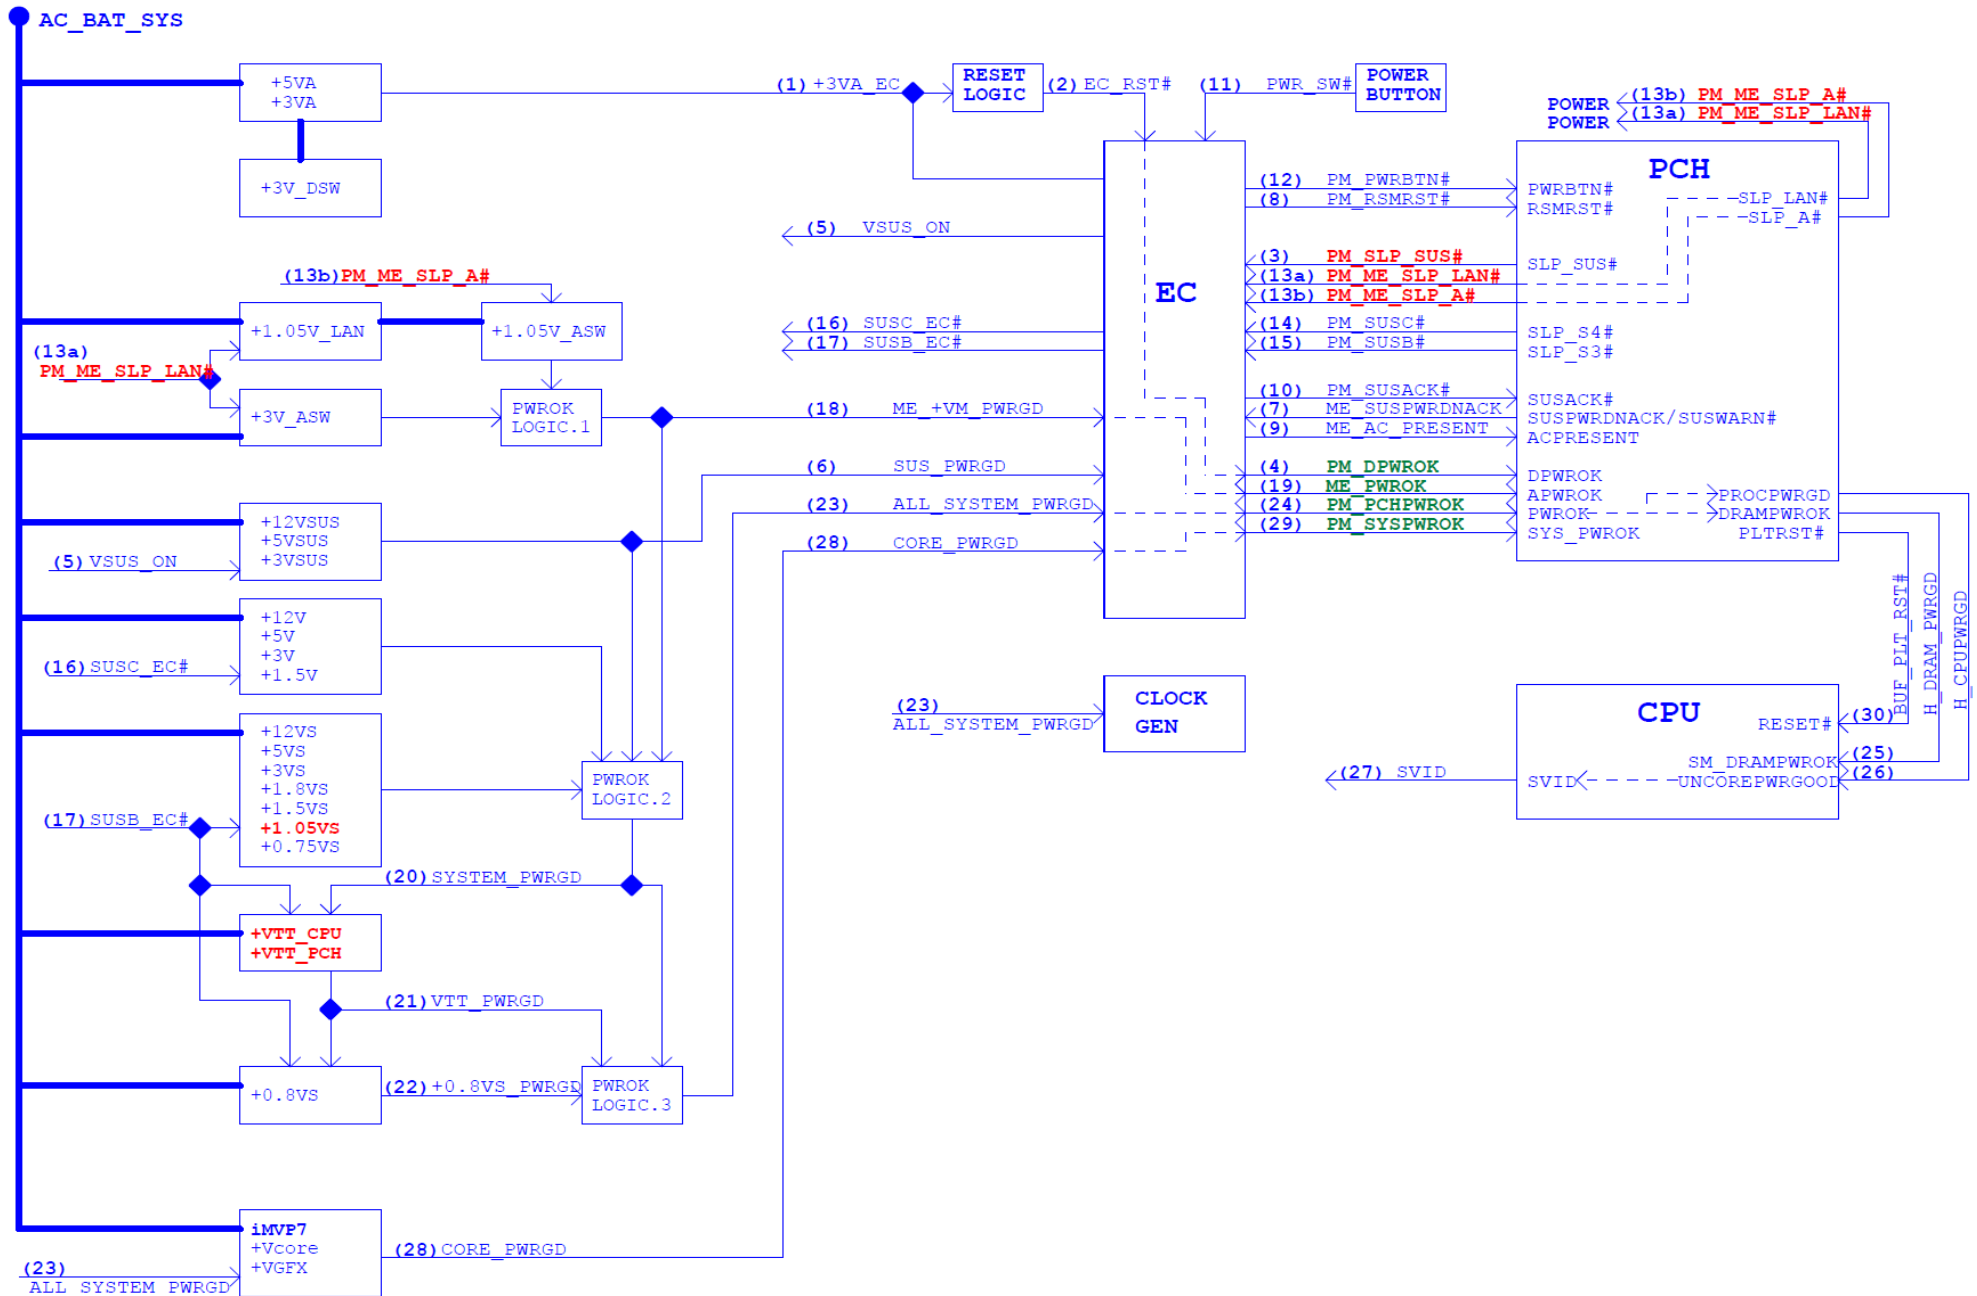 AC_BAT_SYS
+5VA
+3VA
(1) +3VA_EC
RESET
LOGIC
(2) EC_RST#
(11) PWR_SW#
POWER
BUTTON
POWER (13b) PM_ME_SLP_A#
POWER (13a) PM_ME_SLP_LAN#
+3V_DSW
EC
PCH
(12) PM_PWRBTN# PWRBTN#
(8) PM_RSMRST# RSMRST#
SLP_LAN#
SLP_A#
(5) VSUS_ON
(3) PM_SLP_SUS# SLP_SUS#
(13a) PM_ME_SLP_LAN#
(13b) PM_ME_SLP_A#
(13b) PM_ME_SLP_A#
+1.05V_LAN
+1.05V_ASW
(16) SUSC_EC#
(17) SUSB_EC#
(14) PM_SUSC# SLP_S4#
(15) PM_SUSB# SLP_S3#
(13a)
PM_ME_SLP_LAN#
+3V_ASW
PWROK
LOGIC.1
(18) ME_+VM_PWRGD
(10) PM_SUSACK# SUSACK#
(7) ME_SUSPWRDNACK SUSPWRDNACK/SUSWARN#
(9) ME_AC_PRESENT ACPRESENT
(6) SUS_PWRGD
(4) PM_DPWROK DPWROK
(19) ME_PWROK APWROK PROCPWRGD
(23) ALL_SYSTEM_PWRGD
(24) PM_PCHPWROK PWROK DRAMPWROK
(29) PM_SYSPWROK SYS_PWROK PLTRST#
(28) CORE_PWRGD
+12VSUS
+5VSUS
+3VSUS
(5) VSUS_ON
BUF_PLT_RST#
H_DRAM_PWRGD
H_CPUPWRGD
+12V
+5V
+3V
+1.5V
(16) SUSC_EC#
CLOCK
GEN
(23)
ALL_SYSTEM_PWRGD
CPU
RESET# (30)
SM_DRAMPWROK (25)
UNCOREPWRGOOD (26)
(27) SVID SVID
+12VS
+5VS
+3VS
+1.8VS
+1.5VS
+1.05VS
+0.75VS
(17) SUSB_EC#
PWROK
LOGIC.2
(20) SYSTEM_PWRGD
+VTT_CPU
+VTT_PCH
(21) VTT_PWRGD
+0.8VS
(22) +0.8VS_PWRGD
PWROK
LOGIC.3
iMVP7
+Vcore
+VGFX
(28) CORE_PWRGD
(23)
ALL_SYSTEM_PWRGD